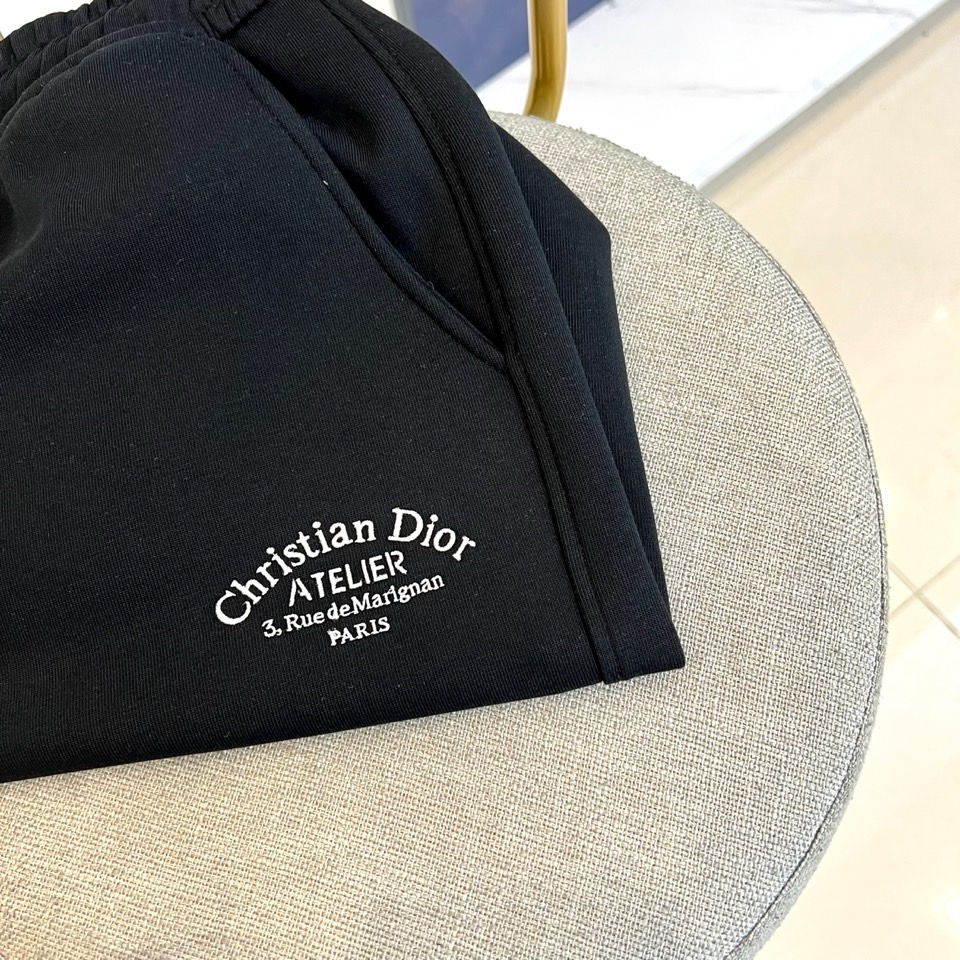 Christian Dior
ATELIER
3, Rue de Marignan
PARIS